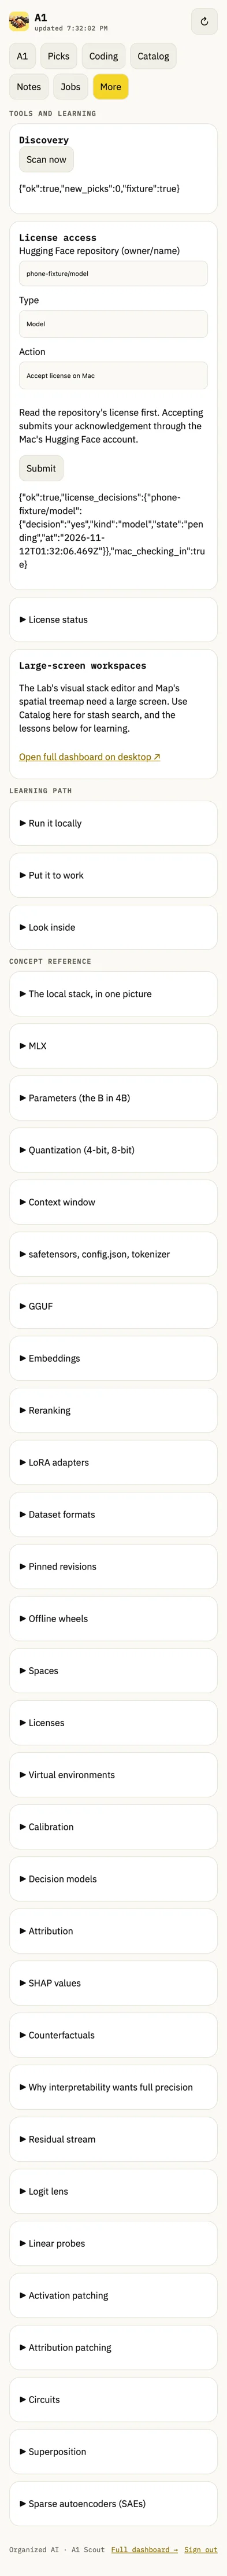 A1
updated 7:32:02 PM
↻
A1
Picks
Coding
Catalog
Notes
Jobs
More
TOOLS AND LEARNING
Discovery
Scan now
{"ok":true,"new_picks":0,"fixture":true}
License access
Hugging Face repository (owner/name)
phone-fixture/model
Type
Model
Action
Accept license on Mac
Read the repository's license first. Accepting
submits your acknowledgement through the
Mac's Hugging Face account.
Submit
{"ok":true,"license_decisions":{"phone-
fixture/model":
{"decision":"yes","kind":"model","state":"pen
ding","at":"2026-11-
12T01:32:06.469Z"}},"mac_checking_in":tru
e}
▶ License status
Large-screen workspaces
The Lab's visual stack editor and Map's
spatial treemap need a large screen. Use
Catalog here for stash search, and the
lessons below for learning.
Open full dashboard on desktop ↗
LEARNING PATH
▶ Run it locally
▶ Put it to work
▶ Look inside
CONCEPT REFERENCE
▶ The local stack, in one picture
▶ MLX
▶ Parameters (the B in 4B)
▶ Quantization (4-bit, 8-bit)
▶ Context window
▶ safetensors, config.json, tokenizer
▶ GGUF
▶ Embeddings
▶ Reranking
▶ LoRA adapters
▶ Dataset formats
▶ Pinned revisions
▶ Offline wheels
▶ Spaces
▶ Licenses
▶ Virtual environments
▶ Calibration
▶ Decision models
▶ Attribution
▶ SHAP values
▶ Counterfactuals
▶ Why interpretability wants full precision
▶ Residual stream
▶ Logit lens
▶ Linear probes
▶ Activation patching
▶ Attribution patching
▶ Circuits
▶ Superposition
▶ Sparse autoencoders (SAEs)
Organized AI · A1 Scout
Full dashboard →
Sign out